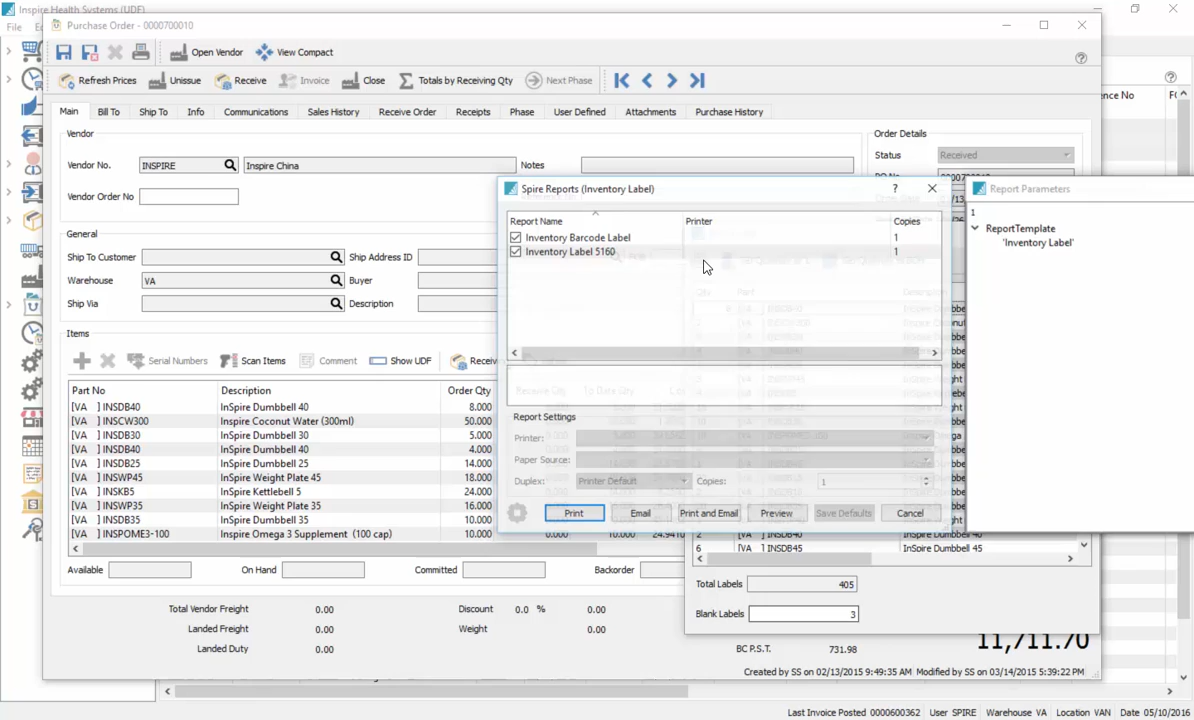 Inspire Health Systems (UDF)
File
Purchase Order - 0000700010
Open Vendor View Compact
Refresh Prices Unissue Receive Invoice Close Totals by Receiving Qty Next Phase
Main Bill To Ship To Info Communications Sales History Receive Order Receipts Phase User Defined Attachments Purchase History
Vendor
Vendor No. INSPIRE Inspire China Notes
Vendor Order No
Order Details
Status Received
General
Ship To Customer Ship Address ID
Warehouse VA Buyer
Ship Via Description
Items
Serial Numbers Scan Items Comment Show UDF
Part No Description Order Qty
[VA ] INSDB40 InSpire Dumbbell 40 8.000
[VA ] INSCW300 InSpire Coconut Water (300ml) 50.000
[VA ] INSDB30 InSpire Dumbbell 30 5.000
[VA ] INSDB40 InSpire Dumbbell 40 4.000
[VA ] INSDB25 InSpire Dumbbell 25 14.000
[VA ] INSWP45 InSpire Weight Plate 45 18.000
[VA ] INSKB5 InSpire Kettlebell 5 24.000
[VA ] INSWP35 InSpire Weight Plate 35 16.000
[VA ] INSDB35 InSpire Dumbbell 35 10.000
[VA ] INSPOME3-100 InSpire Omega 3 Supplement (100 cap) 10.000 0.000 10.000
Available On Hand Committed Backorder
Total Vendor Freight 0.00 Discount 0.0 % 0.00
Landed Freight 0.00 Weight 0.00
Landed Duty 0.00
BC P.S.T. 731.98
11,711.70
Created by SS on 02/13/2015 9:49:35 AM Modified by SS on 03/14/2015 5:39:22 PM
Spire Reports (Inventory Label)
Report Name Printer Copies
Inventory Barcode Label 1
Inventory Label 5160 1
Report Settings
Printer:
Paper Source:
Duplex: Printer Default Copies: 1
Print Email Print and Email Preview Save Defaults Cancel
Report Parameters
1
ReportTemplate
'Inventory Label'
6 [VA ] INSDB45 InSpire Dumbbell 45
Total Labels 405
Blank Labels 3
Last Invoice Posted 0000600362 User SPIRE Warehouse VA Location VAN Date 05/10/2016